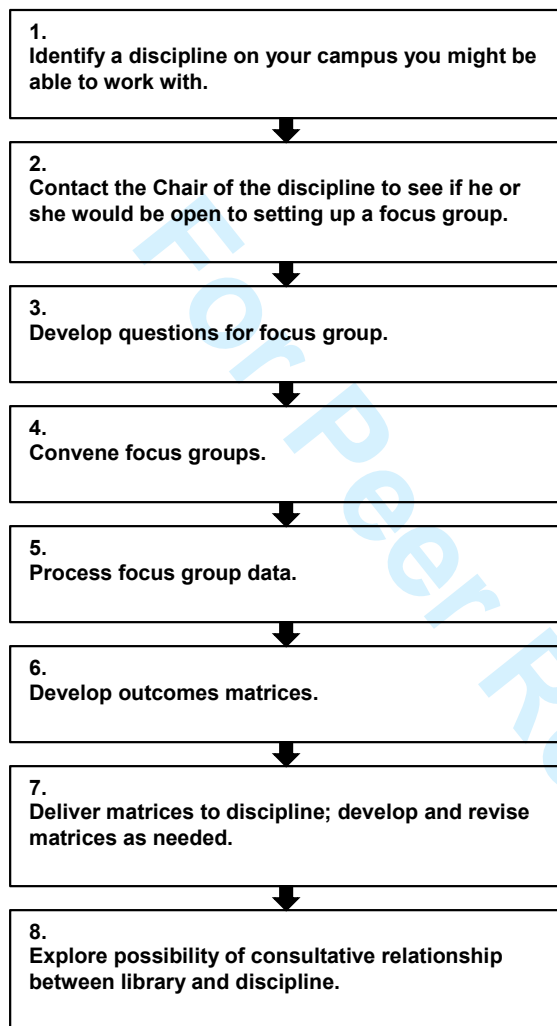 1.
Identify a discipline on your campus you might be
able to work with.
2.
Contact the Chair of the discipline to see if he or
she would be open to setting up a focus group.
3.
Develop questions for focus group.
4.
Convene focus groups.
5.
Process focus group data.
6.
Develop outcomes matrices.
7.
Deliver matrices to discipline; develop and revise
matrices as needed.
8.
Explore possibility of consultative relationship
between library and discipline.
For Peer